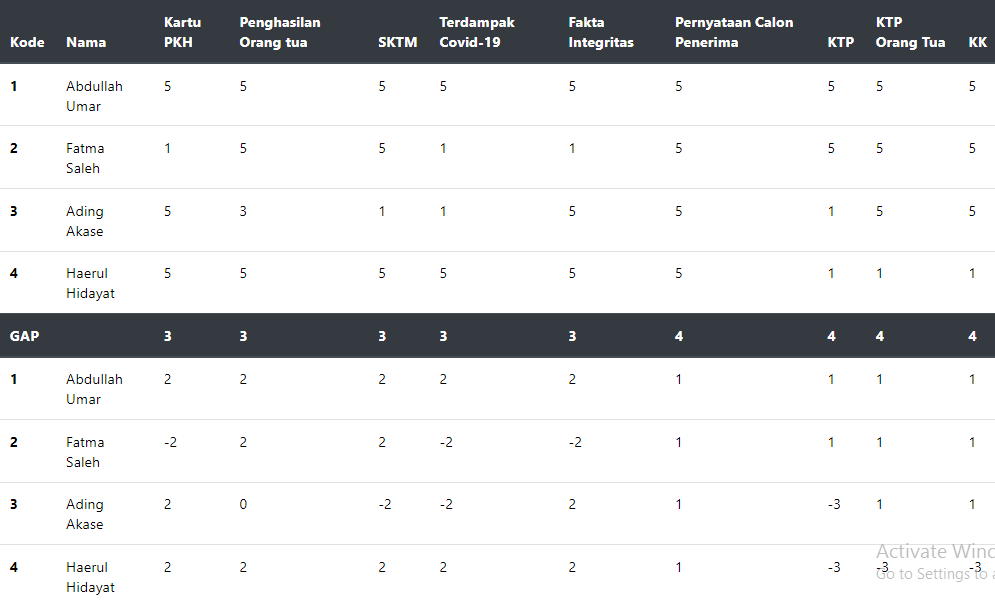 Kode Nama Kartu PKH Penghasilan Orang tua SKTM Terdampak Covid-19 Fakta Integritas Pernyataan Calon Penerima KTP KTP Orang Tua KK
1 Abdullah Umar 5 5 5 5 5 5 5 5 5
2 Fatma Saleh 1 5 5 1 1 5 5 5 5
3 Ading Akase 5 3 1 1 5 5 1 5 5
4 Haerul Hidayat 5 5 5 5 5 5 1 1 1
GAP 3 3 3 3 3 4 4 4 4
1 Abdullah Umar 2 2 2 2 2 1 1 1 1
2 Fatma Saleh -2 2 2 -2 -2 1 1 1 1
3 Ading Akase 2 0 -2 -2 2 1 -3 1 1
4 Haerul Hidayat 2 2 2 2 2 1 -3 -3 -3
Activate Winc
Go to Settings to a